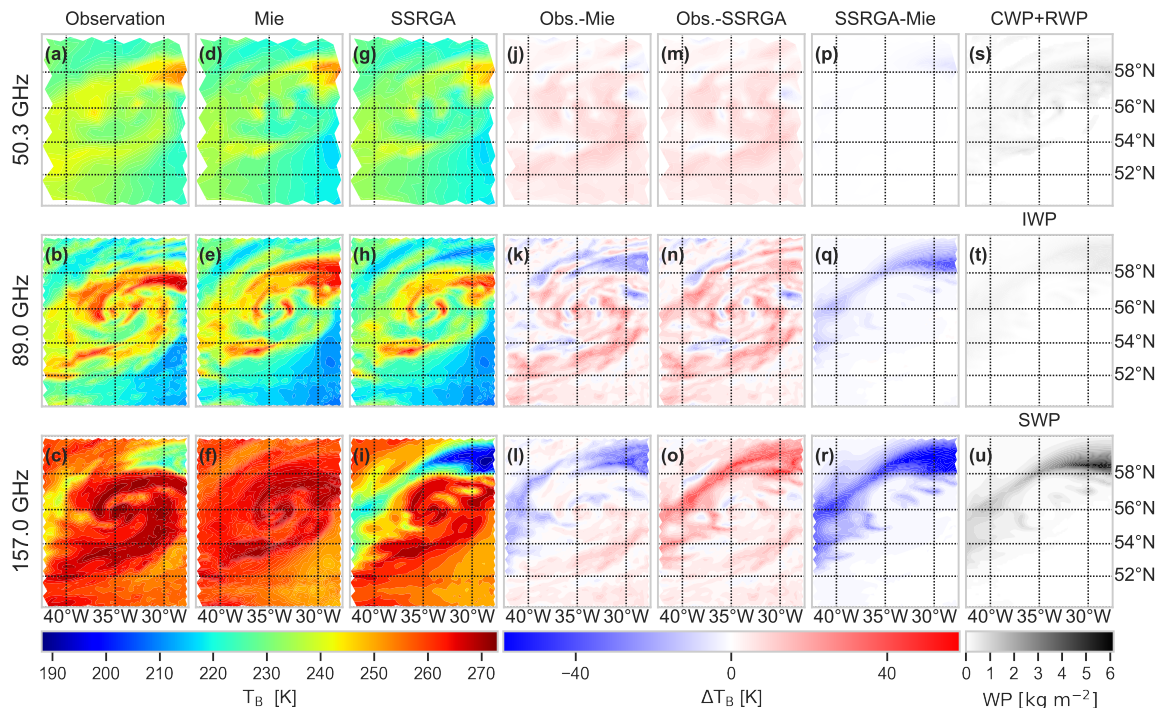 Observation Mie SSRGA Obs.-Mie Obs.-SSRGA SSRGA-Mie CWP+RWP
(a) (d) (g) (j) (m) (p) (s)
50.3 GHz
58°N
56°N
54°N
52°N
IWP
(b) (e) (h) (k) (n) (q) (t)
89.0 GHz
58°N
56°N
54°N
52°N
SWP
(c) (f) (i) (l) (o) (r) (u)
157.0 GHz
58°N
56°N
54°N
52°N
40°W 35°W 30°W 40°W 35°W 30°W 40°W 35°W 30°W 40°W 35°W 30°W 40°W 35°W 30°W 40°W 35°W 30°W 40°W 35°W 30°W
190 200 210 220 230 240 250 260 270 −40 0 40 0 1 2 3 4 5 6
T_B [K] ΔT_B [K] WP [kg m⁻²]